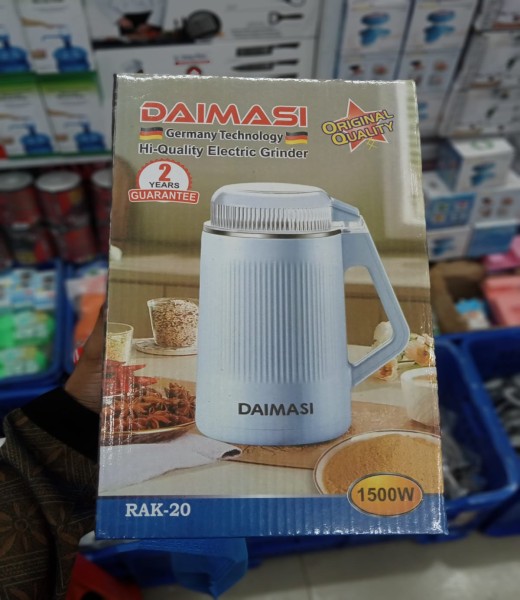 DAIMASI
Germany Technology
Hi-Quality Electric Grinder
ORIGINAL
QUALITY
2
YEARS
GUARANTEE
DAIMASI
1500W
RAK-20